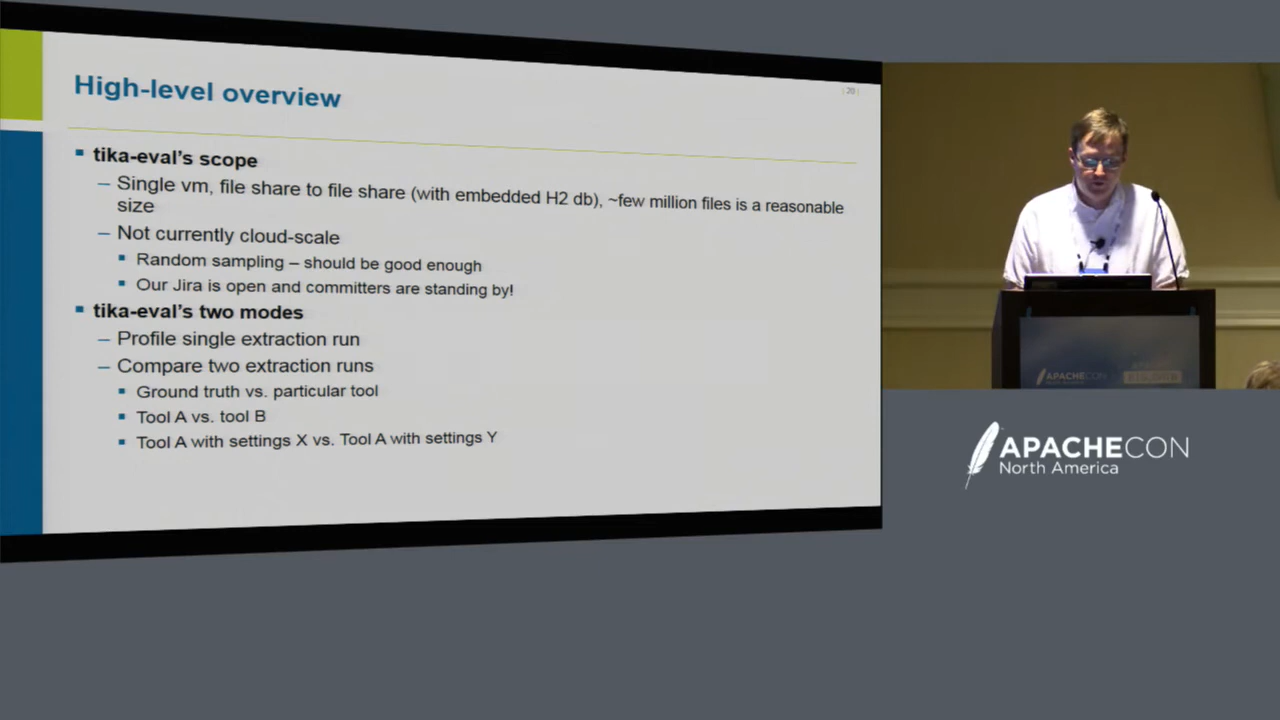 High-level overview
| 20 |
tika-eval's scope
Single vm, file share to file share (with embedded H2 db), ~few million files is a reasonable
size
Not currently cloud-scale
Random sampling – should be good enough
Our Jira is open and committers are standing by!
tika-eval's two modes
Profile single extraction run
Compare two extraction runs
Ground truth vs. particular tool
Tool A vs. tool B
Tool A with settings X vs. Tool A with settings Y
APACHECON
APACHECON
North America